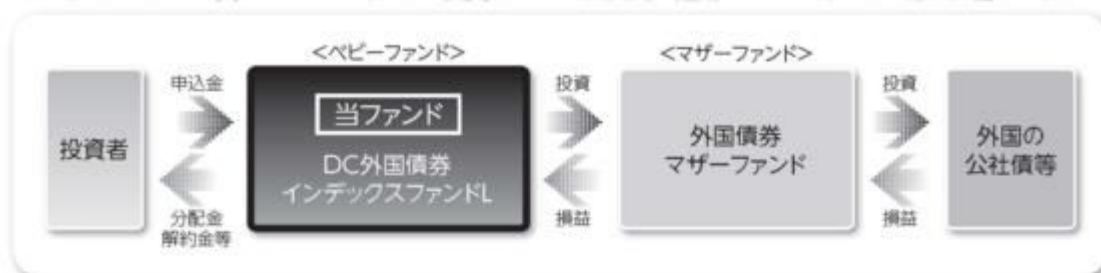 <ベビーファンド>
<マザーファンド>
申込金
投資
投資
当ファンド
投資者
DC外国債券
インデックスファンドL
外国債券
マザーファンド
外国の
公社債等
分配金
解約金等
損益
損益